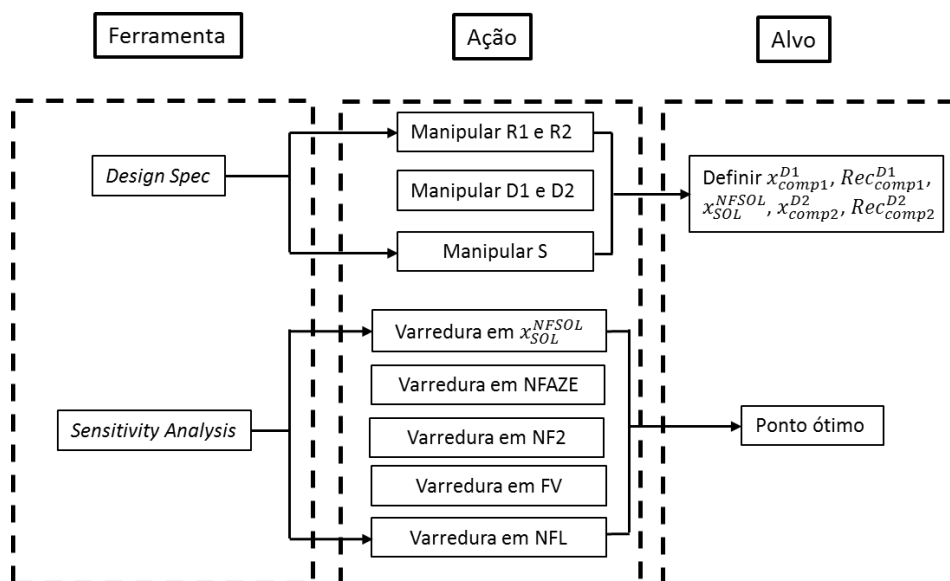 Ferramenta
Ação
Alvo
Design Spec
Manipular R1 e R2
Manipular D1 e D2
Manipular S
Definir $x_{comp1}^{D1}$, $Rec_{comp1}^{D1}$,
$x_{SOL}^{NFSOL}$, $x_{comp2}^{D2}$, $Rec_{comp2}^{D2}$
Sensitivity Analysis
Varredura em $x_{SOL}^{NFSOL}$
Varredura em NFAZE
Varredura em NF2
Varredura em FV
Varredura em NFL
Ponto ótimo